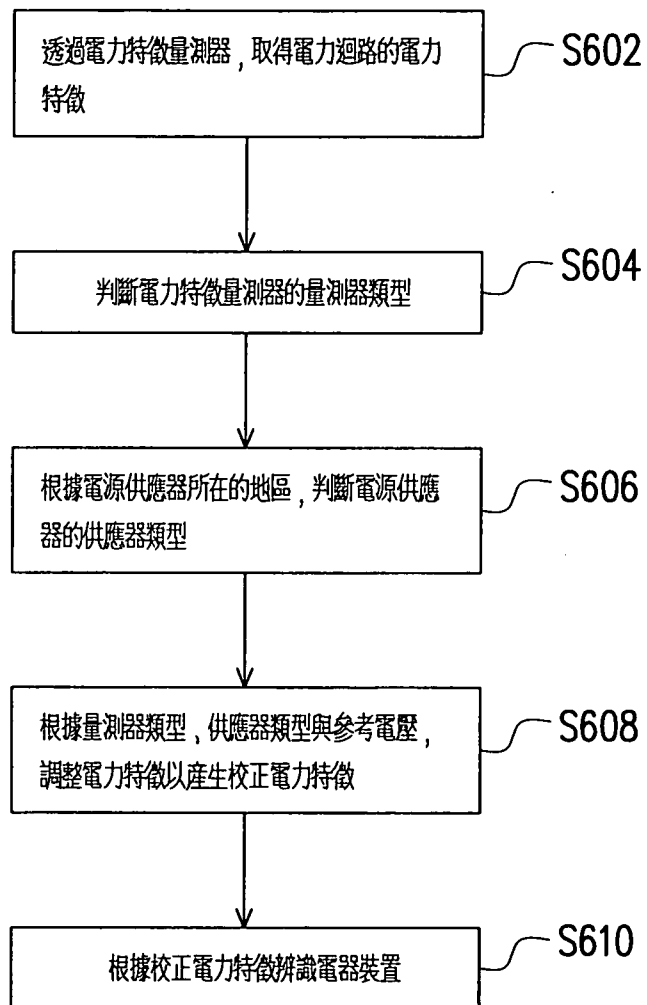 透過電力特徵量測器，取得電力迴路的電力
特徵
S602
判斷電力特徵量測器的量測器類型
S604
根據電源供應器所在的地區，判斷電源供應
器的供應器類型
S606
根據量測器類型，供應器類型與參考電壓，
調整電力特徵以產生校正電力特徵
S608
根據校正電力特徵辨識電器裝置
S610